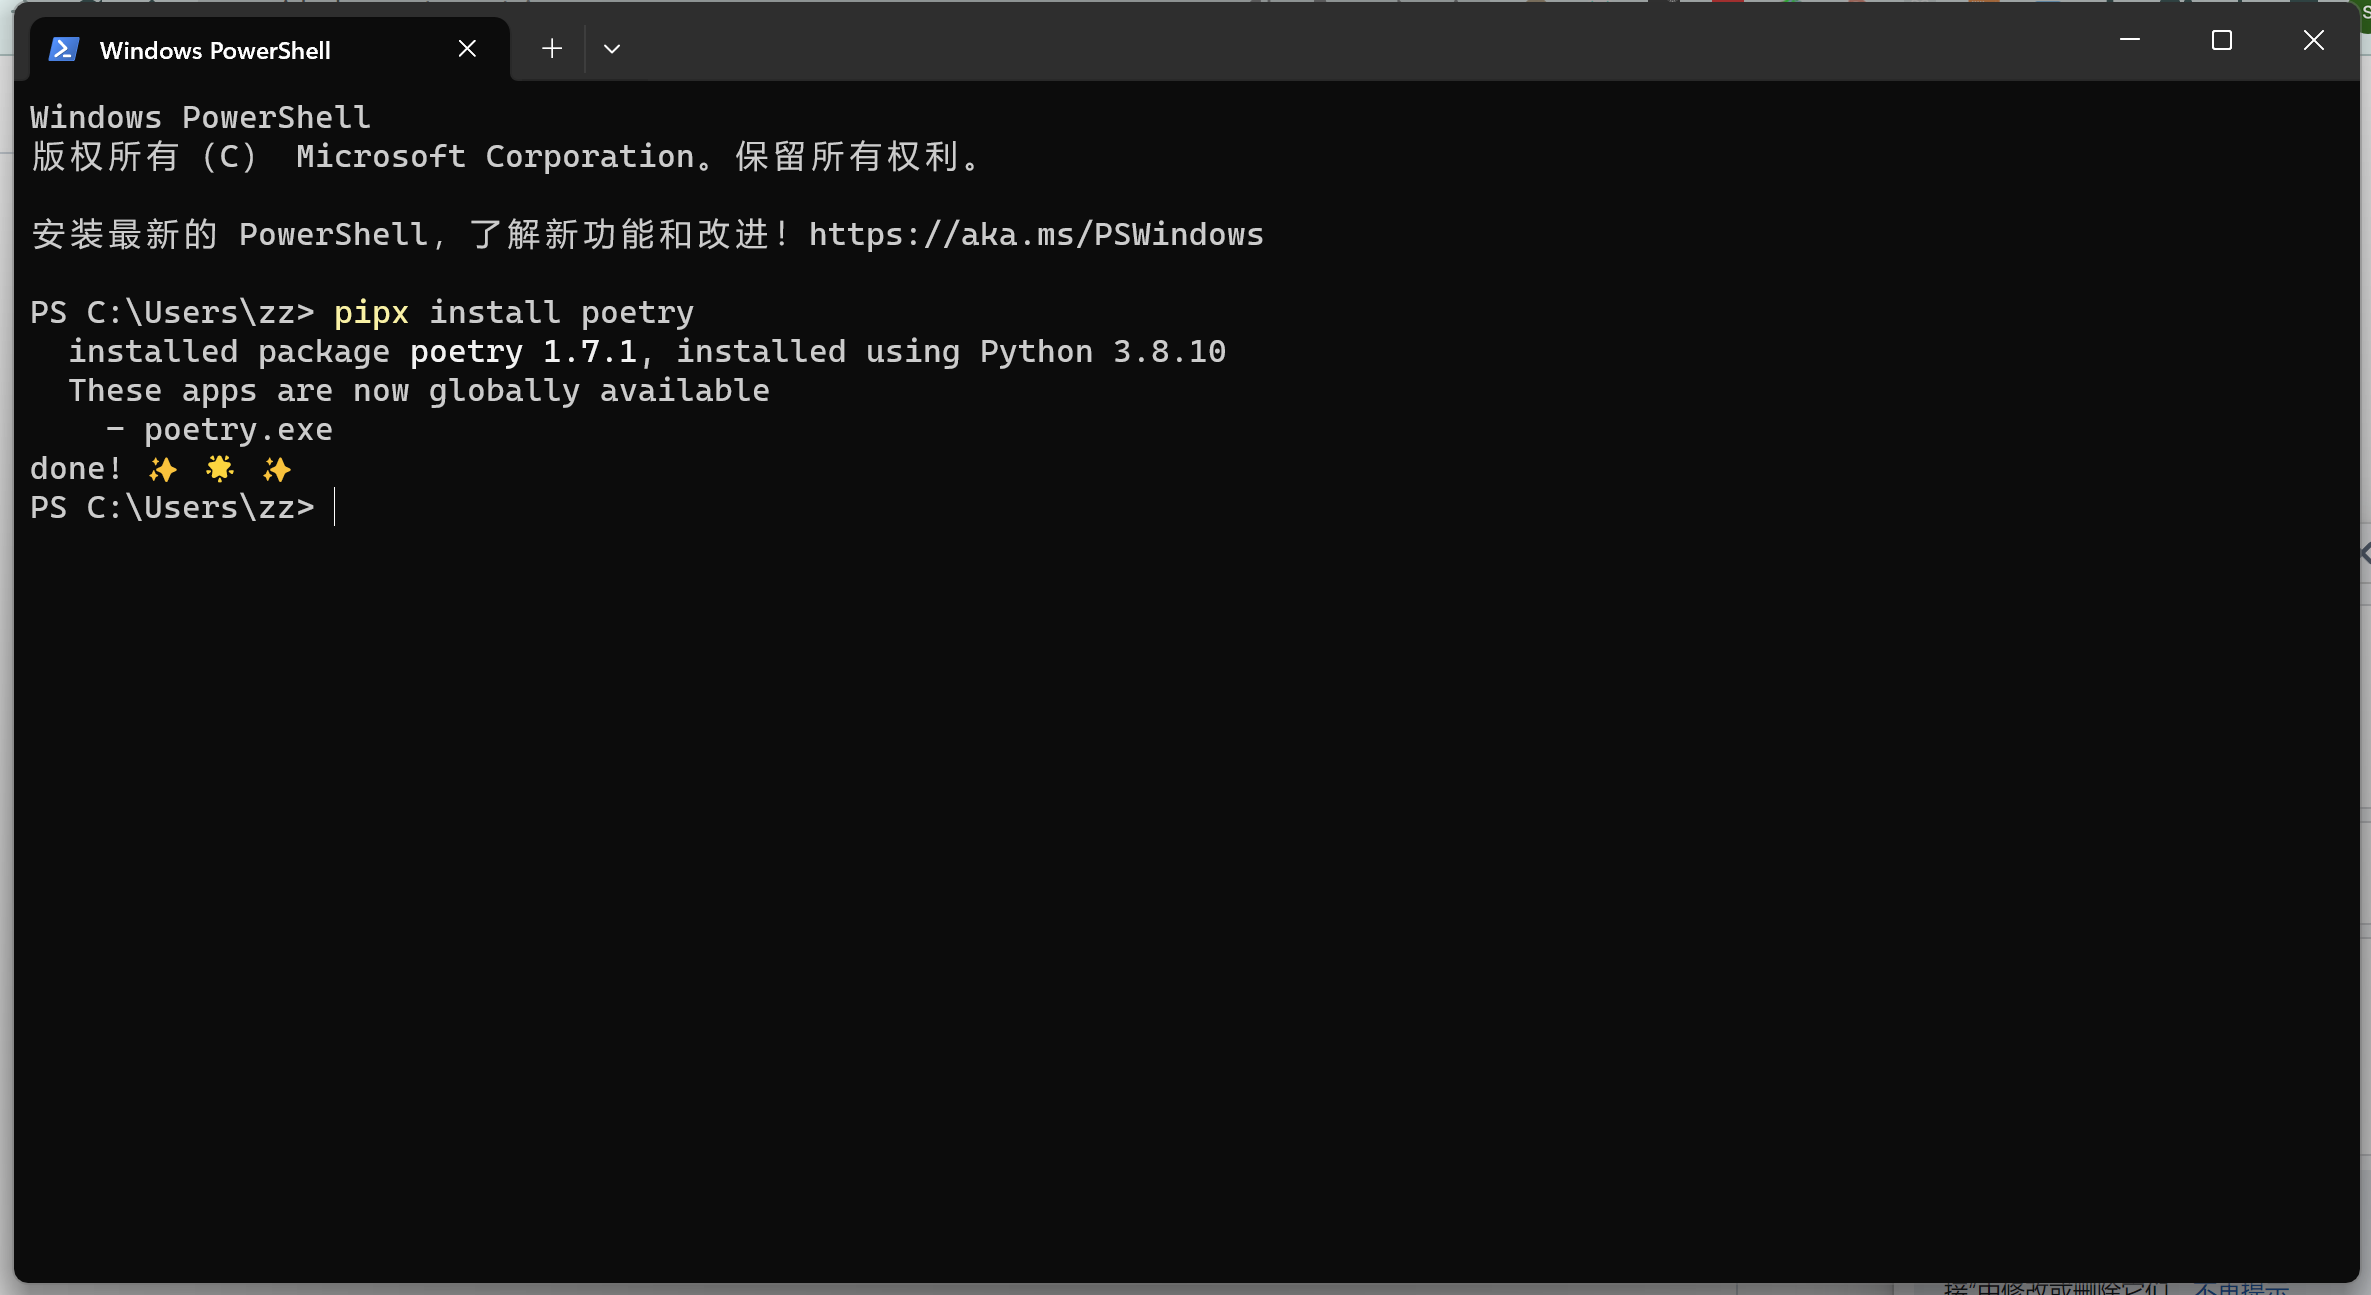 Windows PowerShell
Windows PowerShell
版权所有 (C) Microsoft Corporation。保留所有权利。
安装最新的 PowerShell，了解新功能和改进！https://aka.ms/PSWindows
PS C:\Users\zz> pipx install poetry
  installed package poetry 1.7.1, installed using Python 3.8.10
  These apps are now globally available
    - poetry.exe
done! ✨ 🌟 ✨
PS C:\Users\zz>